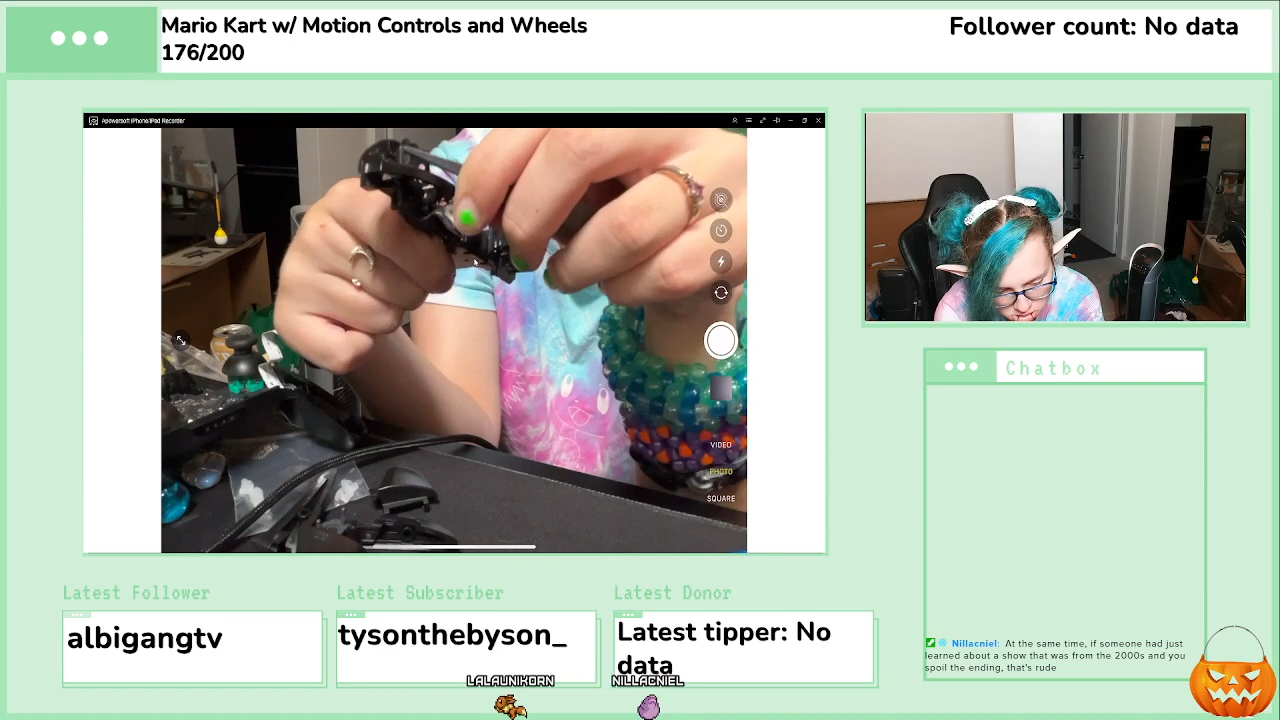 Mario Kart w/ Motion Controls and Wheels
176/200
Follower count: No data
Apowersoft iPhone/iPad Recorder
VIDEO
PHOTO
SQUARE
Chatbox
Nillacniel: At the same time, if someone had just
learned about a show that was from the 2000s and you
spoil the ending, that's rude
Latest Follower
albigangtv
Latest Subscriber
tysonthebyson_
Latest Donor
Latest tipper: No
data
LALAUNIKORN
NILLACNIEL